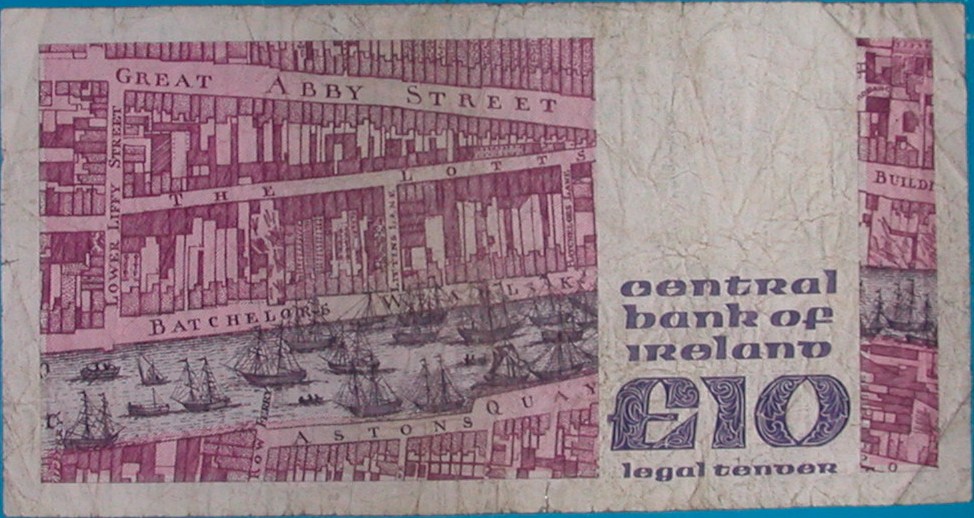 GREAT ABBY STREET
LOWER LIFFY STREET
THE LOTTS
BUILDI
BATCHELORS WALK
ASTONS QUAY
central
bank of
ireland
£10
legal tender